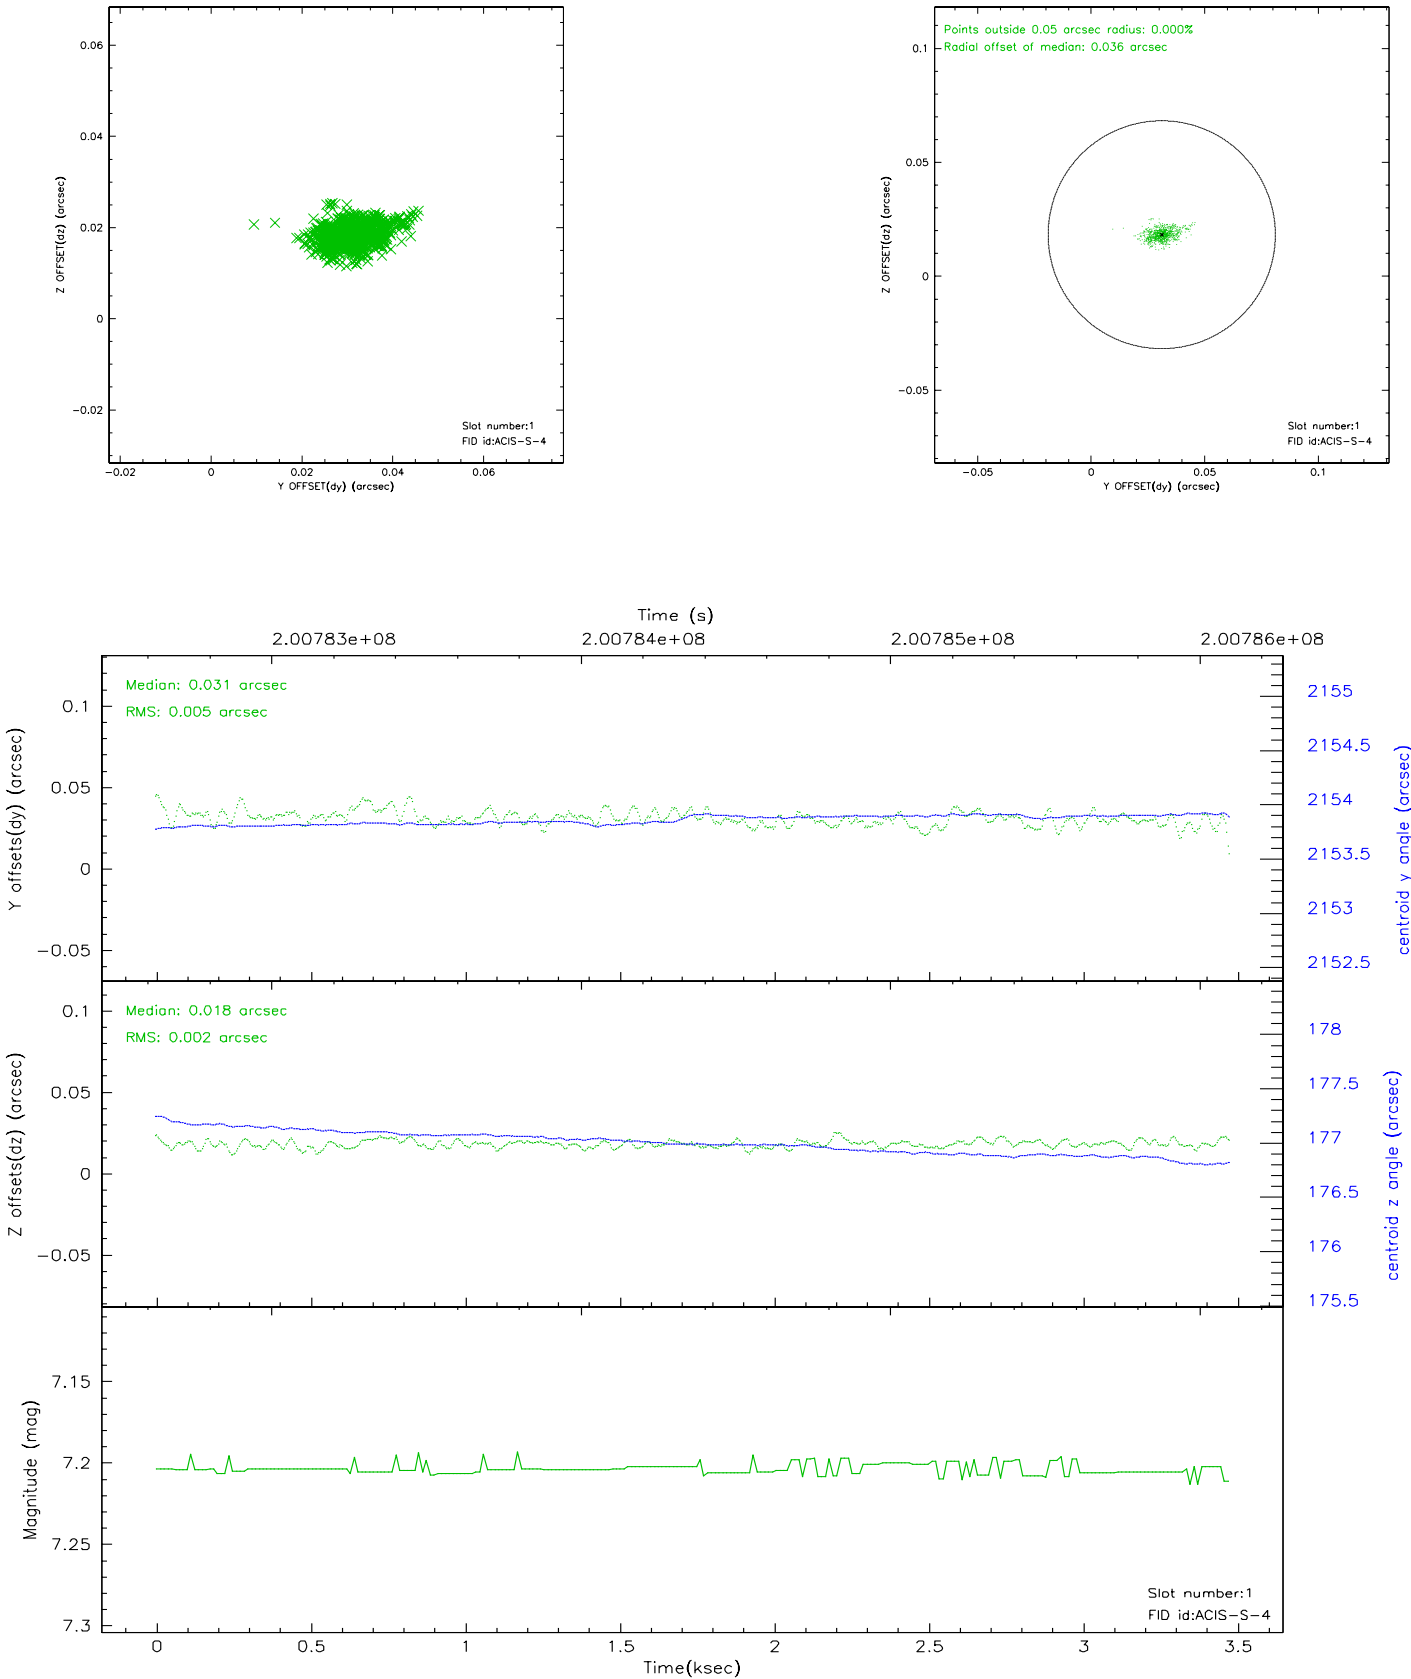 0.06
0.04
0.02
0
−0.02
Z OFFSET(dz) (arcsec)
Slot number:1
FID id:ACIS−S−4
−0.02 0 0.02 0.04 0.06
Y OFFSET(dy) (arcsec)
Points outside 0.05 arcsec radius: 0.000%
Radial offset of median: 0.036 arcsec
0.1
0.05
0
−0.05
Z OFFSET(dz) (arcsec)
Slot number:1
FID id:ACIS−S−4
−0.05 0 0.05 0.1
Y OFFSET(dy) (arcsec)
Time (s)
2.00783e+08 2.00784e+08 2.00785e+08 2.00786e+08
Median: 0.031 arcsec
RMS: 0.005 arcsec
0.1
0.05
0
−0.05
Y offsets(dy) (arcsec)
2155
2154.5
2154
2153.5
2153
2152.5
centroid y angle (arcsec)
Median: 0.018 arcsec
RMS: 0.002 arcsec
0.1
0.05
0
−0.05
Z offsets(dz) (arcsec)
178
177.5
177
176.5
176
175.5
centroid z angle (arcsec)
7.15
7.2
7.25
7.3
Magnitude (mag)
Slot number:1
FID id:ACIS−S−4
0 0.5 1 1.5 2 2.5 3 3.5
Time(ksec)